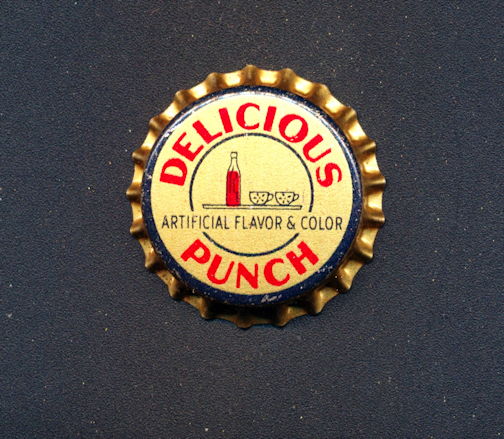 DELICIOUS
ARTIFICIAL FLAVOR & COLOR
PUNCH